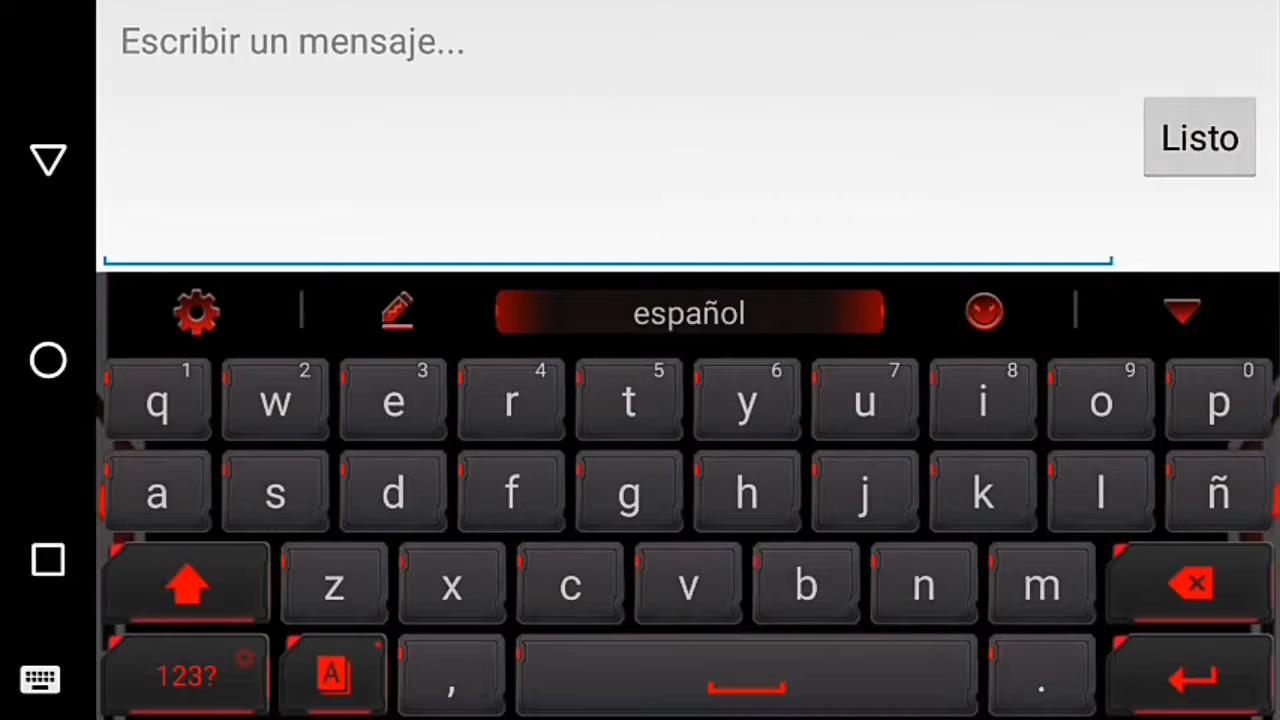 Escribir un mensaje...
Listo
español
q 1 w 2 e 3 r 4 t 5 y 6 u 7 i 8 o 9 p 0
a s d f g h j k l ñ
z x c v b n m
123? A , .